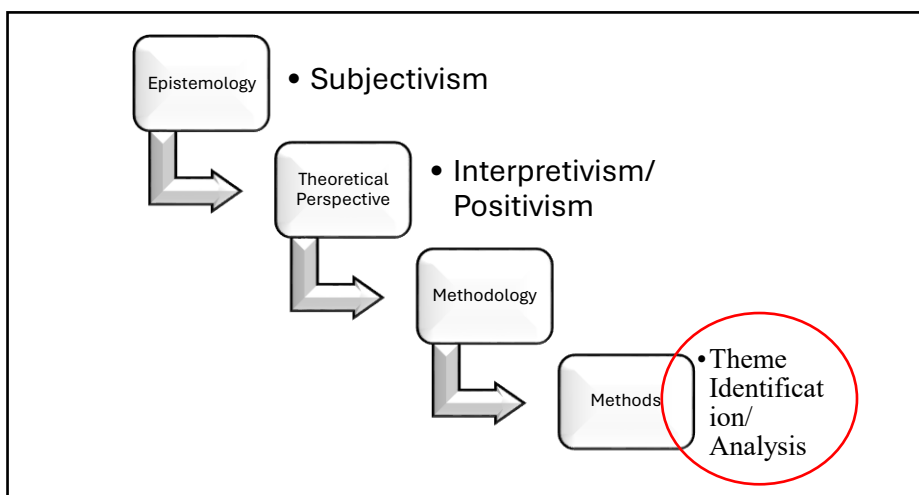 Epistemology
• Subjectivism
Theoretical
Perspective
• Interpretivism/
Positivism
Methodology
Methods
•Theme
Identificat
ion/
Analysis